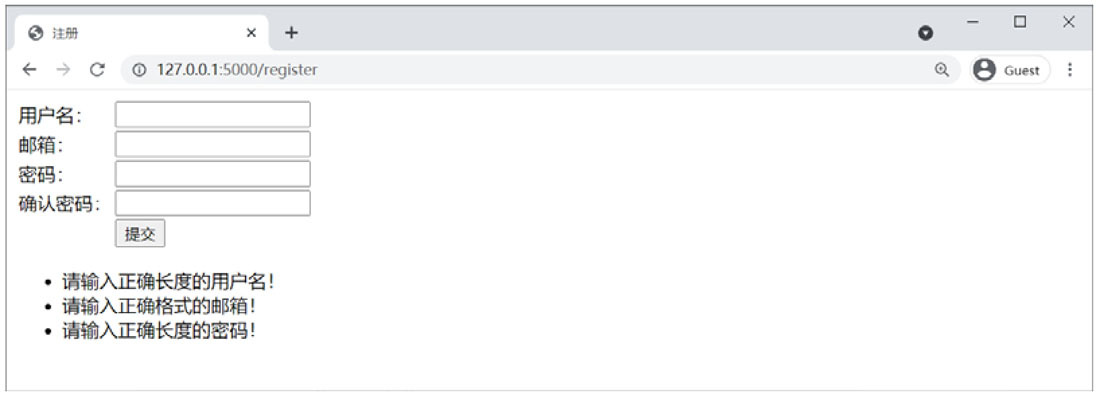 注册
127.0.0.1:5000/register
Guest
用户名:
邮箱:
密码:
确认密码:
提交
• 请输入正确长度的用户名!
• 请输入正确格式的邮箱!
• 请输入正确长度的密码!